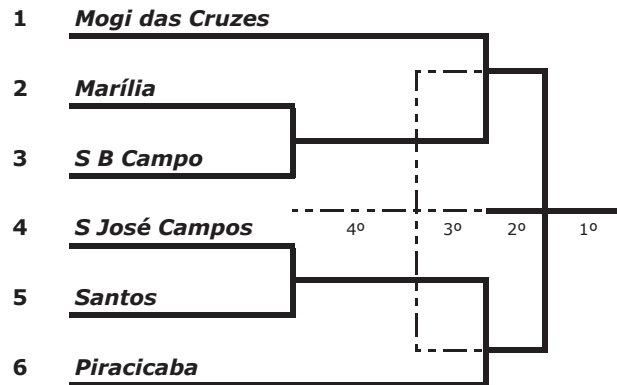 1 Mogi das Cruzes
2 Marília
3 S B Campo
4 S José Campos
4º 3º 2º 1º
5 Santos
6 Piracicaba